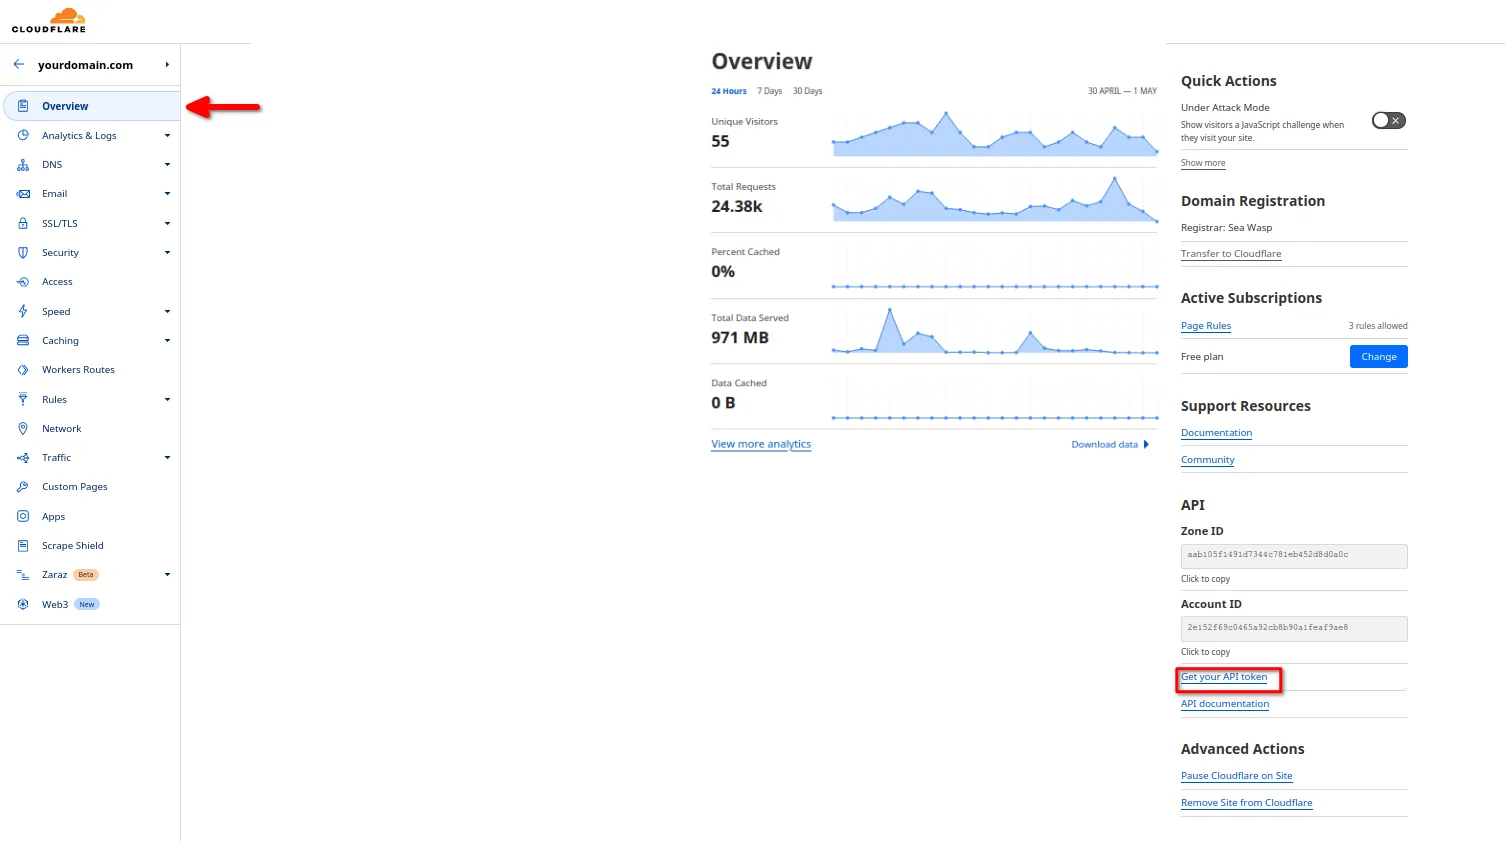 CLOUDFLARE
yourdomain.com
Overview
Analytics & Logs
DNS
Email
SSL/TLS
Security
Access
Speed
Caching
Workers Routes
Rules
Network
Traffic
Custom Pages
Apps
Scrape Shield
Zaraz Beta
Web3 New
Overview
24 Hours 7 Days 30 Days 30 APRIL — 1 MAY
Unique Visitors
55
Total Requests
24.38k
Percent Cached
0%
Total Data Served
971 MB
Data Cached
0 B
View more analytics Download data
Quick Actions
Under Attack Mode
Show visitors a JavaScript challenge when
they visit your site.
Show more
Domain Registration
Registrar: Sea Wasp
Transfer to Cloudflare
Active Subscriptions
Page Rules 3 rules allowed
Free plan Change
Support Resources
Documentation
Community
API
Zone ID
Click to copy
Account ID
Click to copy
Get your API token
API documentation
Advanced Actions
Pause Cloudflare on Site
Remove Site from Cloudflare